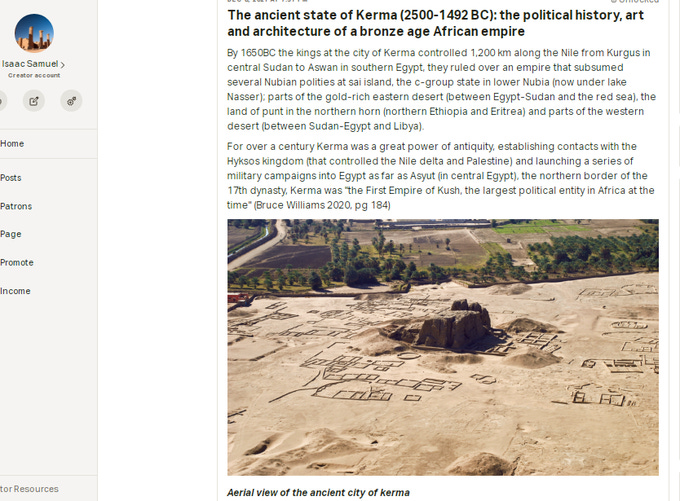 Isaac Samuel >
Creator account
Home
Posts
Patrons
Page
Promote
Income
tor Resources
The ancient state of Kerma (2500-1492 BC): the political history, art
and architecture of a bronze age African empire
By 1650BC the kings at the city of Kerma controlled 1,200 km along the Nile from Kurgus in
central Sudan to Aswan in southern Egypt, they ruled over an empire that subsumed
several Nubian polities at sai island, the c-group state in lower Nubia (now under lake
Nasser); parts of the gold-rich eastern desert (between Egypt-Sudan and the red sea), the
land of punt in the northern horn (northern Ethiopia and Eritrea) and parts of the western
desert (between Sudan-Egypt and Libya).
For over a century Kerma was a great power of antiquity, establishing contacts with the
Hyksos kingdom (that controlled the Nile delta and Palestine) and launching a series of
military campaigns into Egypt as far as Asyut (in central Egypt), the northern border of the
17th dynasty, Kerma was "the First Empire of Kush, the largest political entity in Africa at the
time" (Bruce Williams 2020, pg 184)
Aerial view of the ancient city of kerma